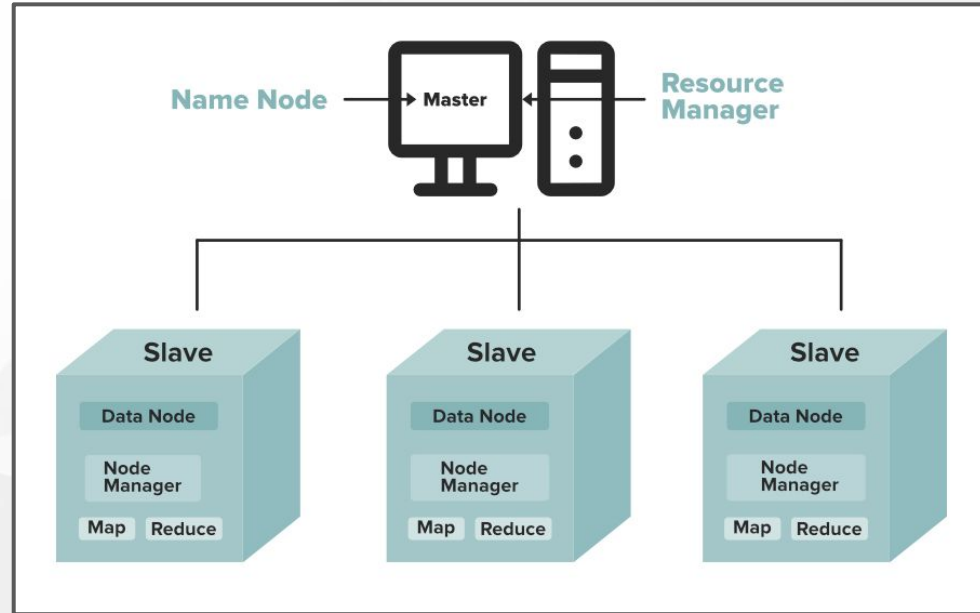 Name Node
Master
Resource
Manager
Slave
Data Node
Node
Manager
Map
Reduce
Slave
Data Node
Node
Manager
Map
Reduce
Slave
Data Node
Node
Manager
Map
Reduce